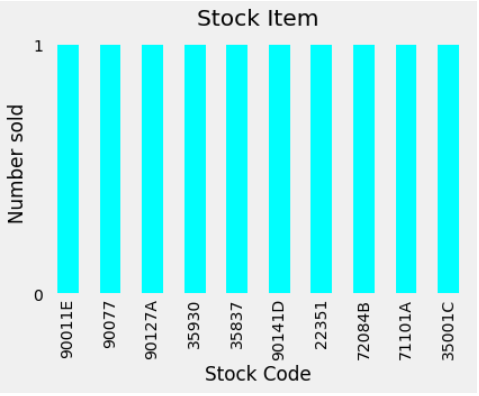 Stock Item
Number sold
1
0
90011E
90077
90127A
35930
35837
90141D
22351
72084B
71101A
35001C
Stock Code